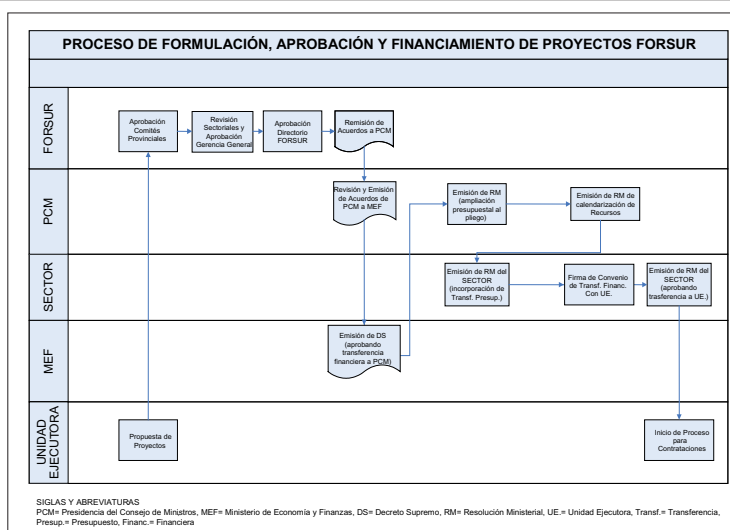 PROCESO DE FORMULACIÓN, APROBACIÓN Y FINANCIAMIENTO DE PROYECTOS FORSUR
FORSUR
Aprobación
Comités
Provinciales
Revisión
Sectoriales y
Aprobación
Gerencia General
Aprobación
Directorio
FORSUR
Remisión de
Acuerdos a PCM
PCM
Revisión y Emisión
de Acuerdos de
PCM a MEF
Emisión de RM
(ampliación
presupuestal al
pliego)
Emisión de RM de
calendarización de
Recursos
SECTOR
Emisión de RM del
SECTOR
(incorporación de
Transf. Presup.)
Firma de Convenio
de Transf. Financ.
Con UE.
Emisión de RM del
SECTOR
(aprobando
trasferencia a UE.)
MEF
Emisión de DS
(aprobando
transferencia
financiera a PCM)
UNIDAD
EJECUTORA
Propuesta de
Proyectos
Inicio de Proceso
para
Contrataciones
SIGLAS Y ABREVIATURAS
PCM= Presidencia del Consejo de Ministros, MEF= Ministerio de Economía y Finanzas, DS= Decreto Supremo, RM= Resolución Ministerial, UE.= Unidad Ejecutora, Transf.= Transferencia,
Presup.= Presupuesto, Financ.= Financiera